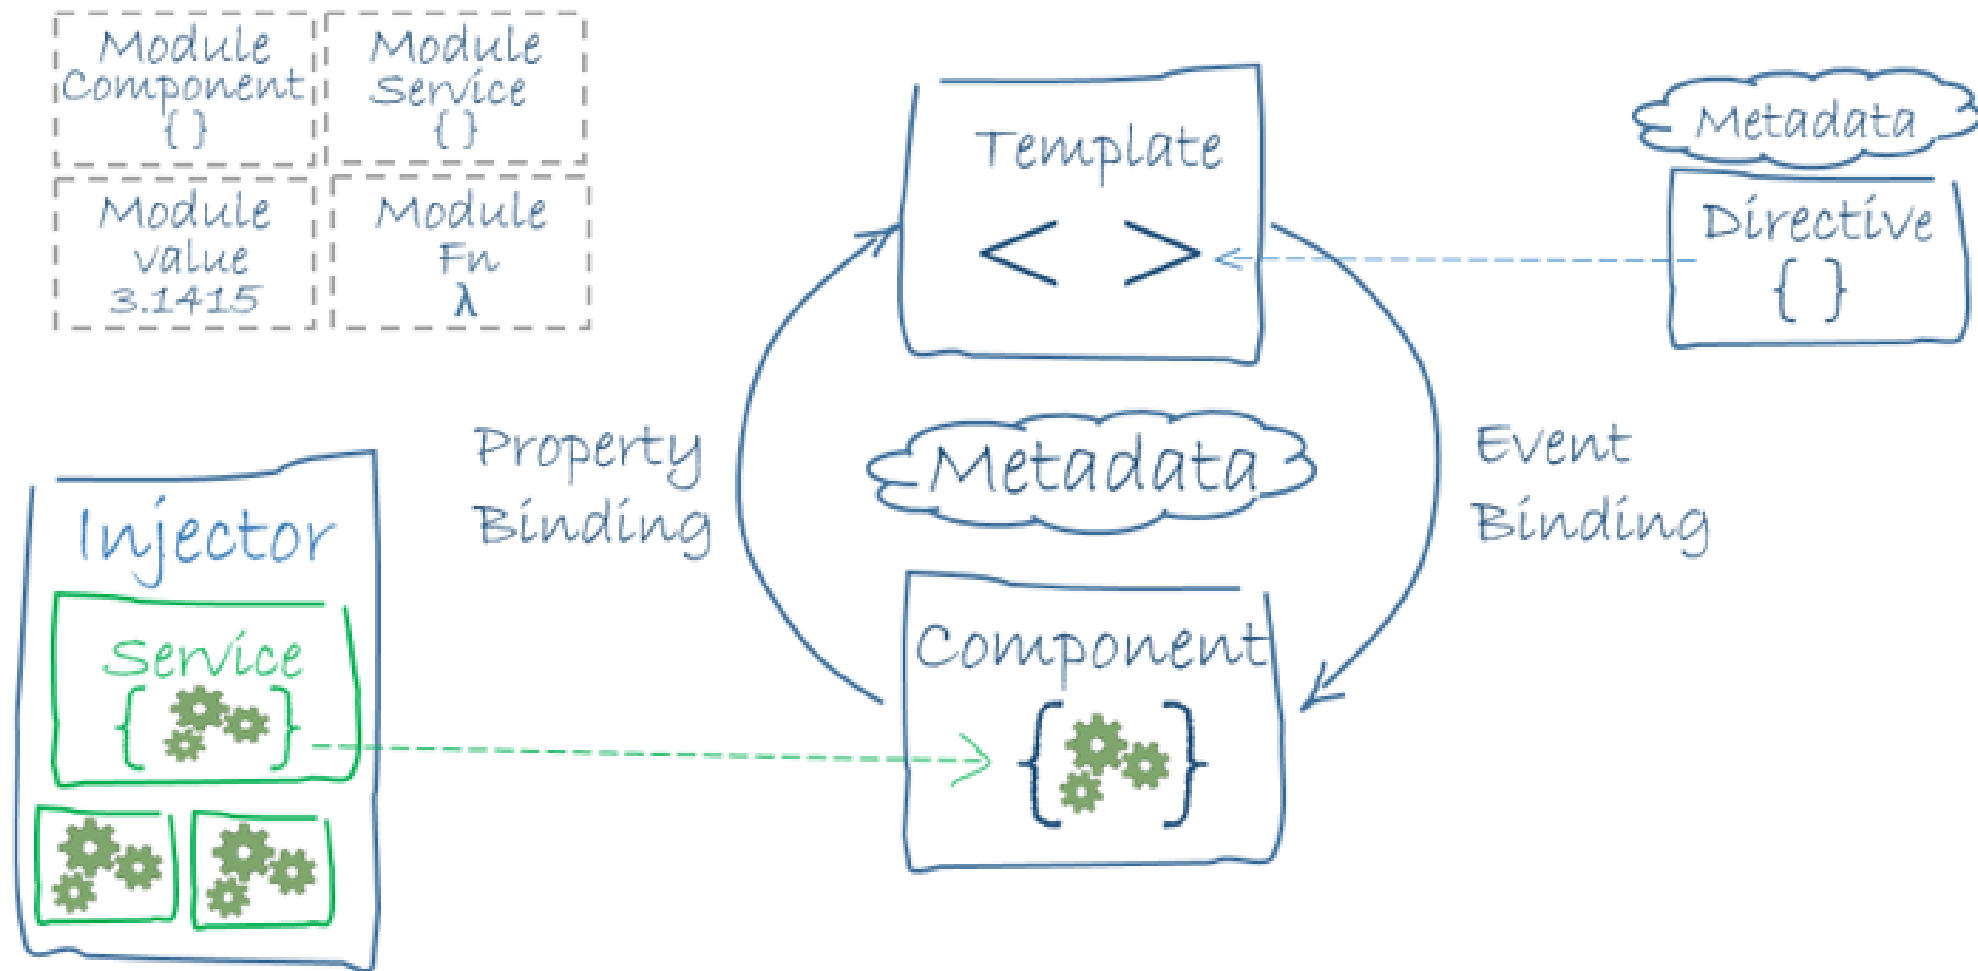 Module
Component
{ }
Module
Service
{ }
Module
value
3.1415
Module
Fn
λ
Template
< >
Metadata
Directive
{ }
Property
Binding
Metadata
Event
Binding
Injector
Service
{ }
Component
{ }